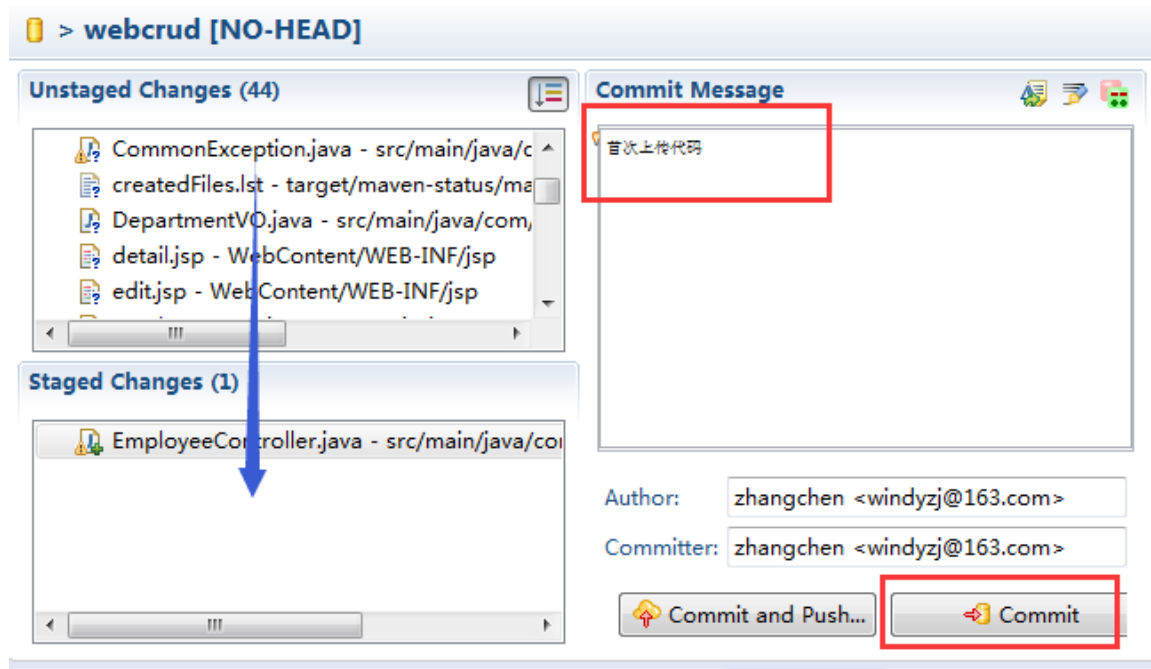 > webcrud [NO-HEAD]
Unstaged Changes (44)
CommonException.java - src/main/java/c
createdFiles.lst - target/maven-status/ma
DepartmentVO.java - src/main/java/com,
detail.jsp - WebContent/WEB-INF/jsp
edit.jsp - WebContent/WEB-INF/jsp
Staged Changes (1)
EmployeeController.java - src/main/java/coı
Commit Message
首次上传代码
Author: zhangchen <windyzj@163.com>
Committer: zhangchen <windyzj@163.com>
Commit and Push...
Commit